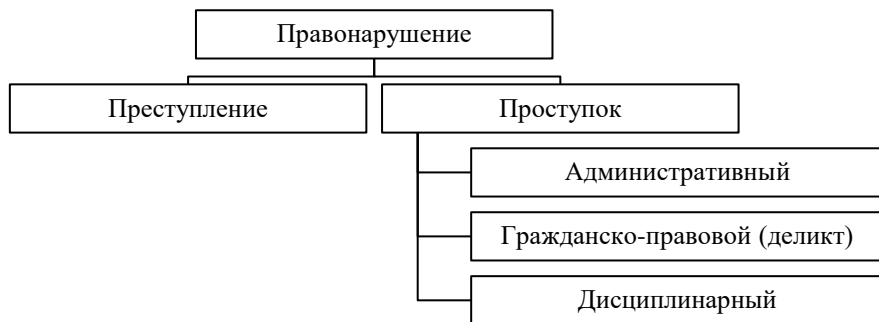 Правонарушение
Преступление
Проступок
Административный
Гражданско-правовой (деликт)
Дисциплинарный